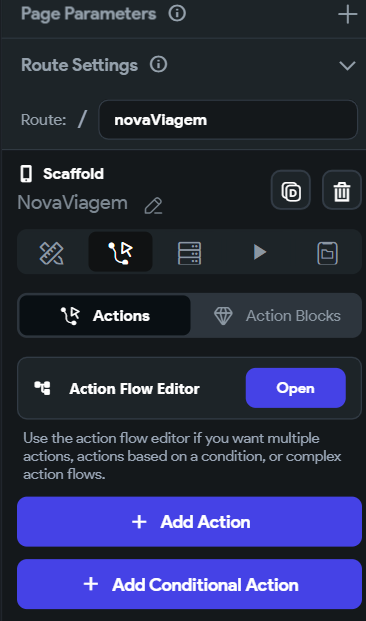 Page Parameters
Route Settings
Route: / novaViagem
Scaffold
NovaViagem
Actions Action Blocks
Action Flow Editor Open
Use the action flow editor if you want multiple
actions, actions based on a condition, or complex
action flows.
+ Add Action
+ Add Conditional Action